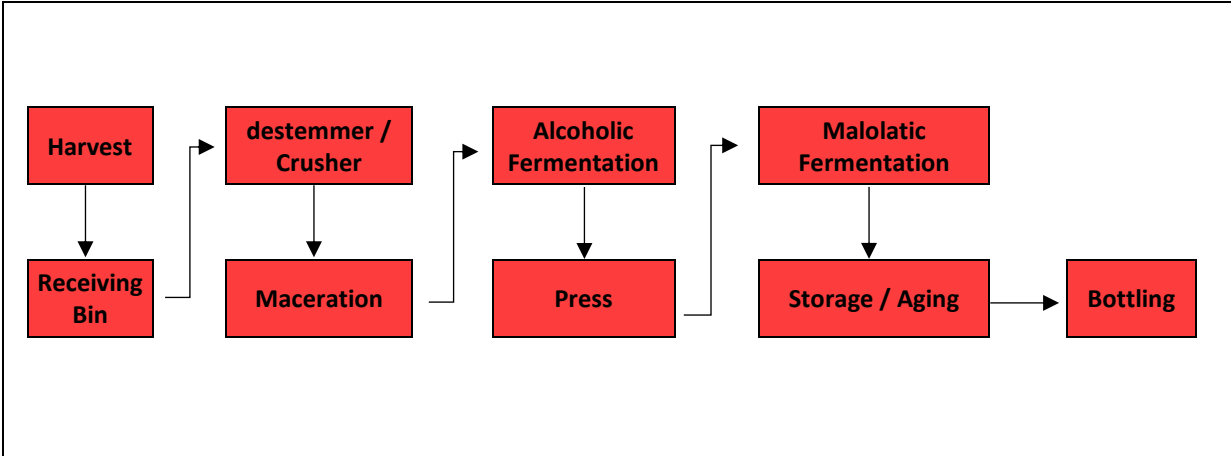 Harvest
Receiving
Bin
destemmer /
Crusher
Maceration
Alcoholic
Fermentation
Press
Malolatic
Fermentation
Storage / Aging
Bottling